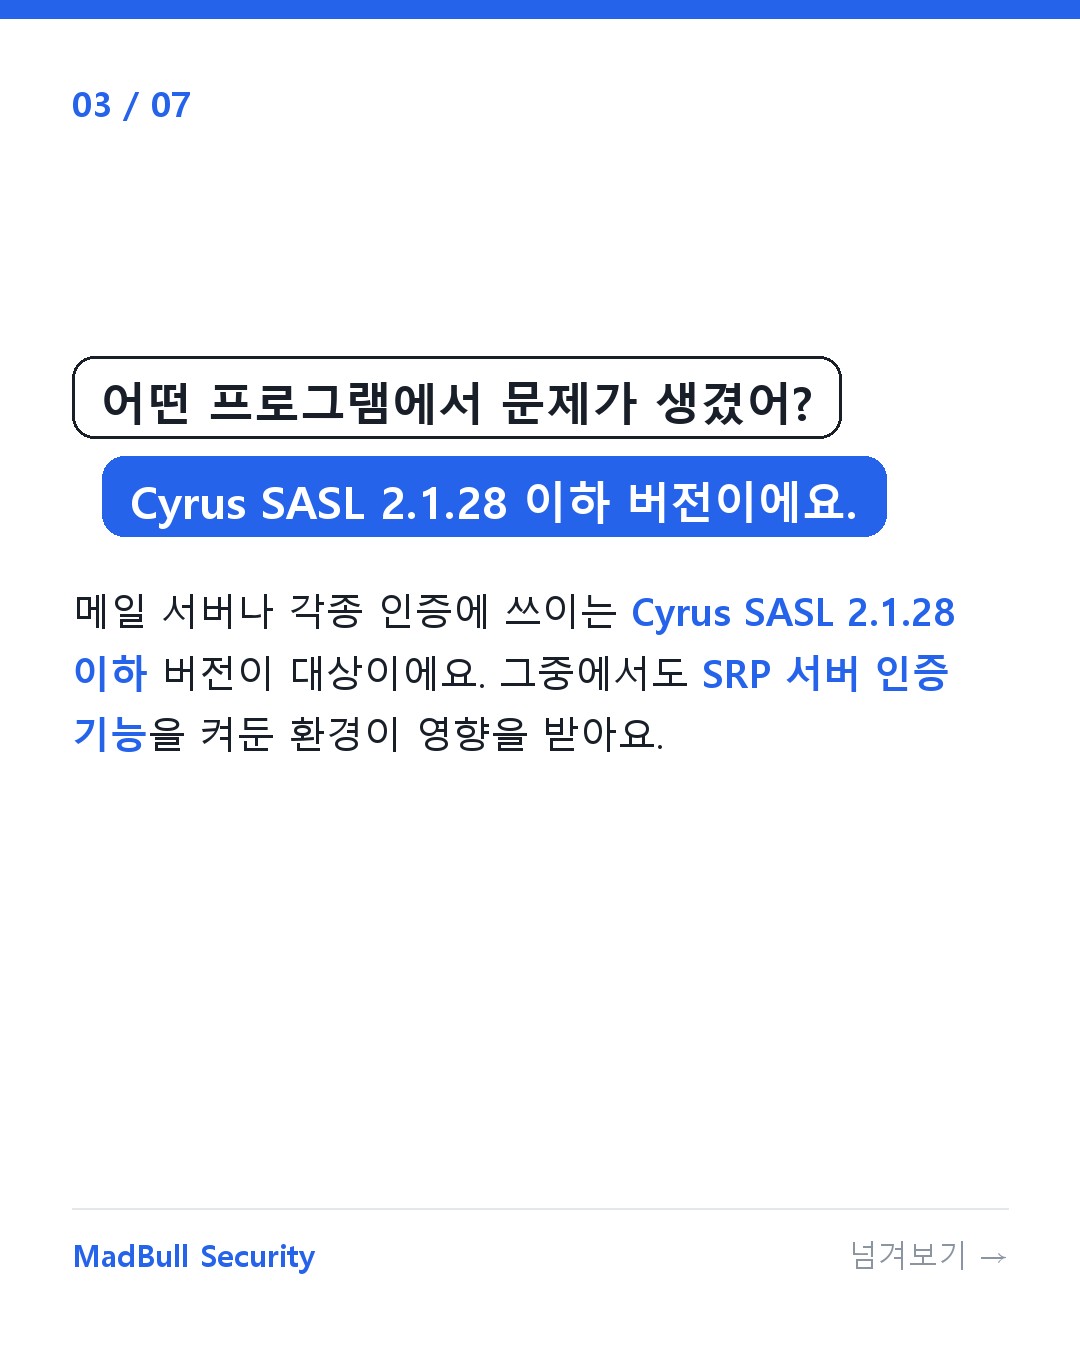 03 / 07
어떤 프로그램에서 문제가 생겼어?
Cyrus SASL 2.1.28 이하 버전이에요.
메일 서버나 각종 인증에 쓰이는 Cyrus SASL 2.1.28
이하 버전이 대상이에요. 그중에서도 SRP 서버 인증
기능을 켜둔 환경이 영향을 받아요.
MadBull Security
넘겨보기 →